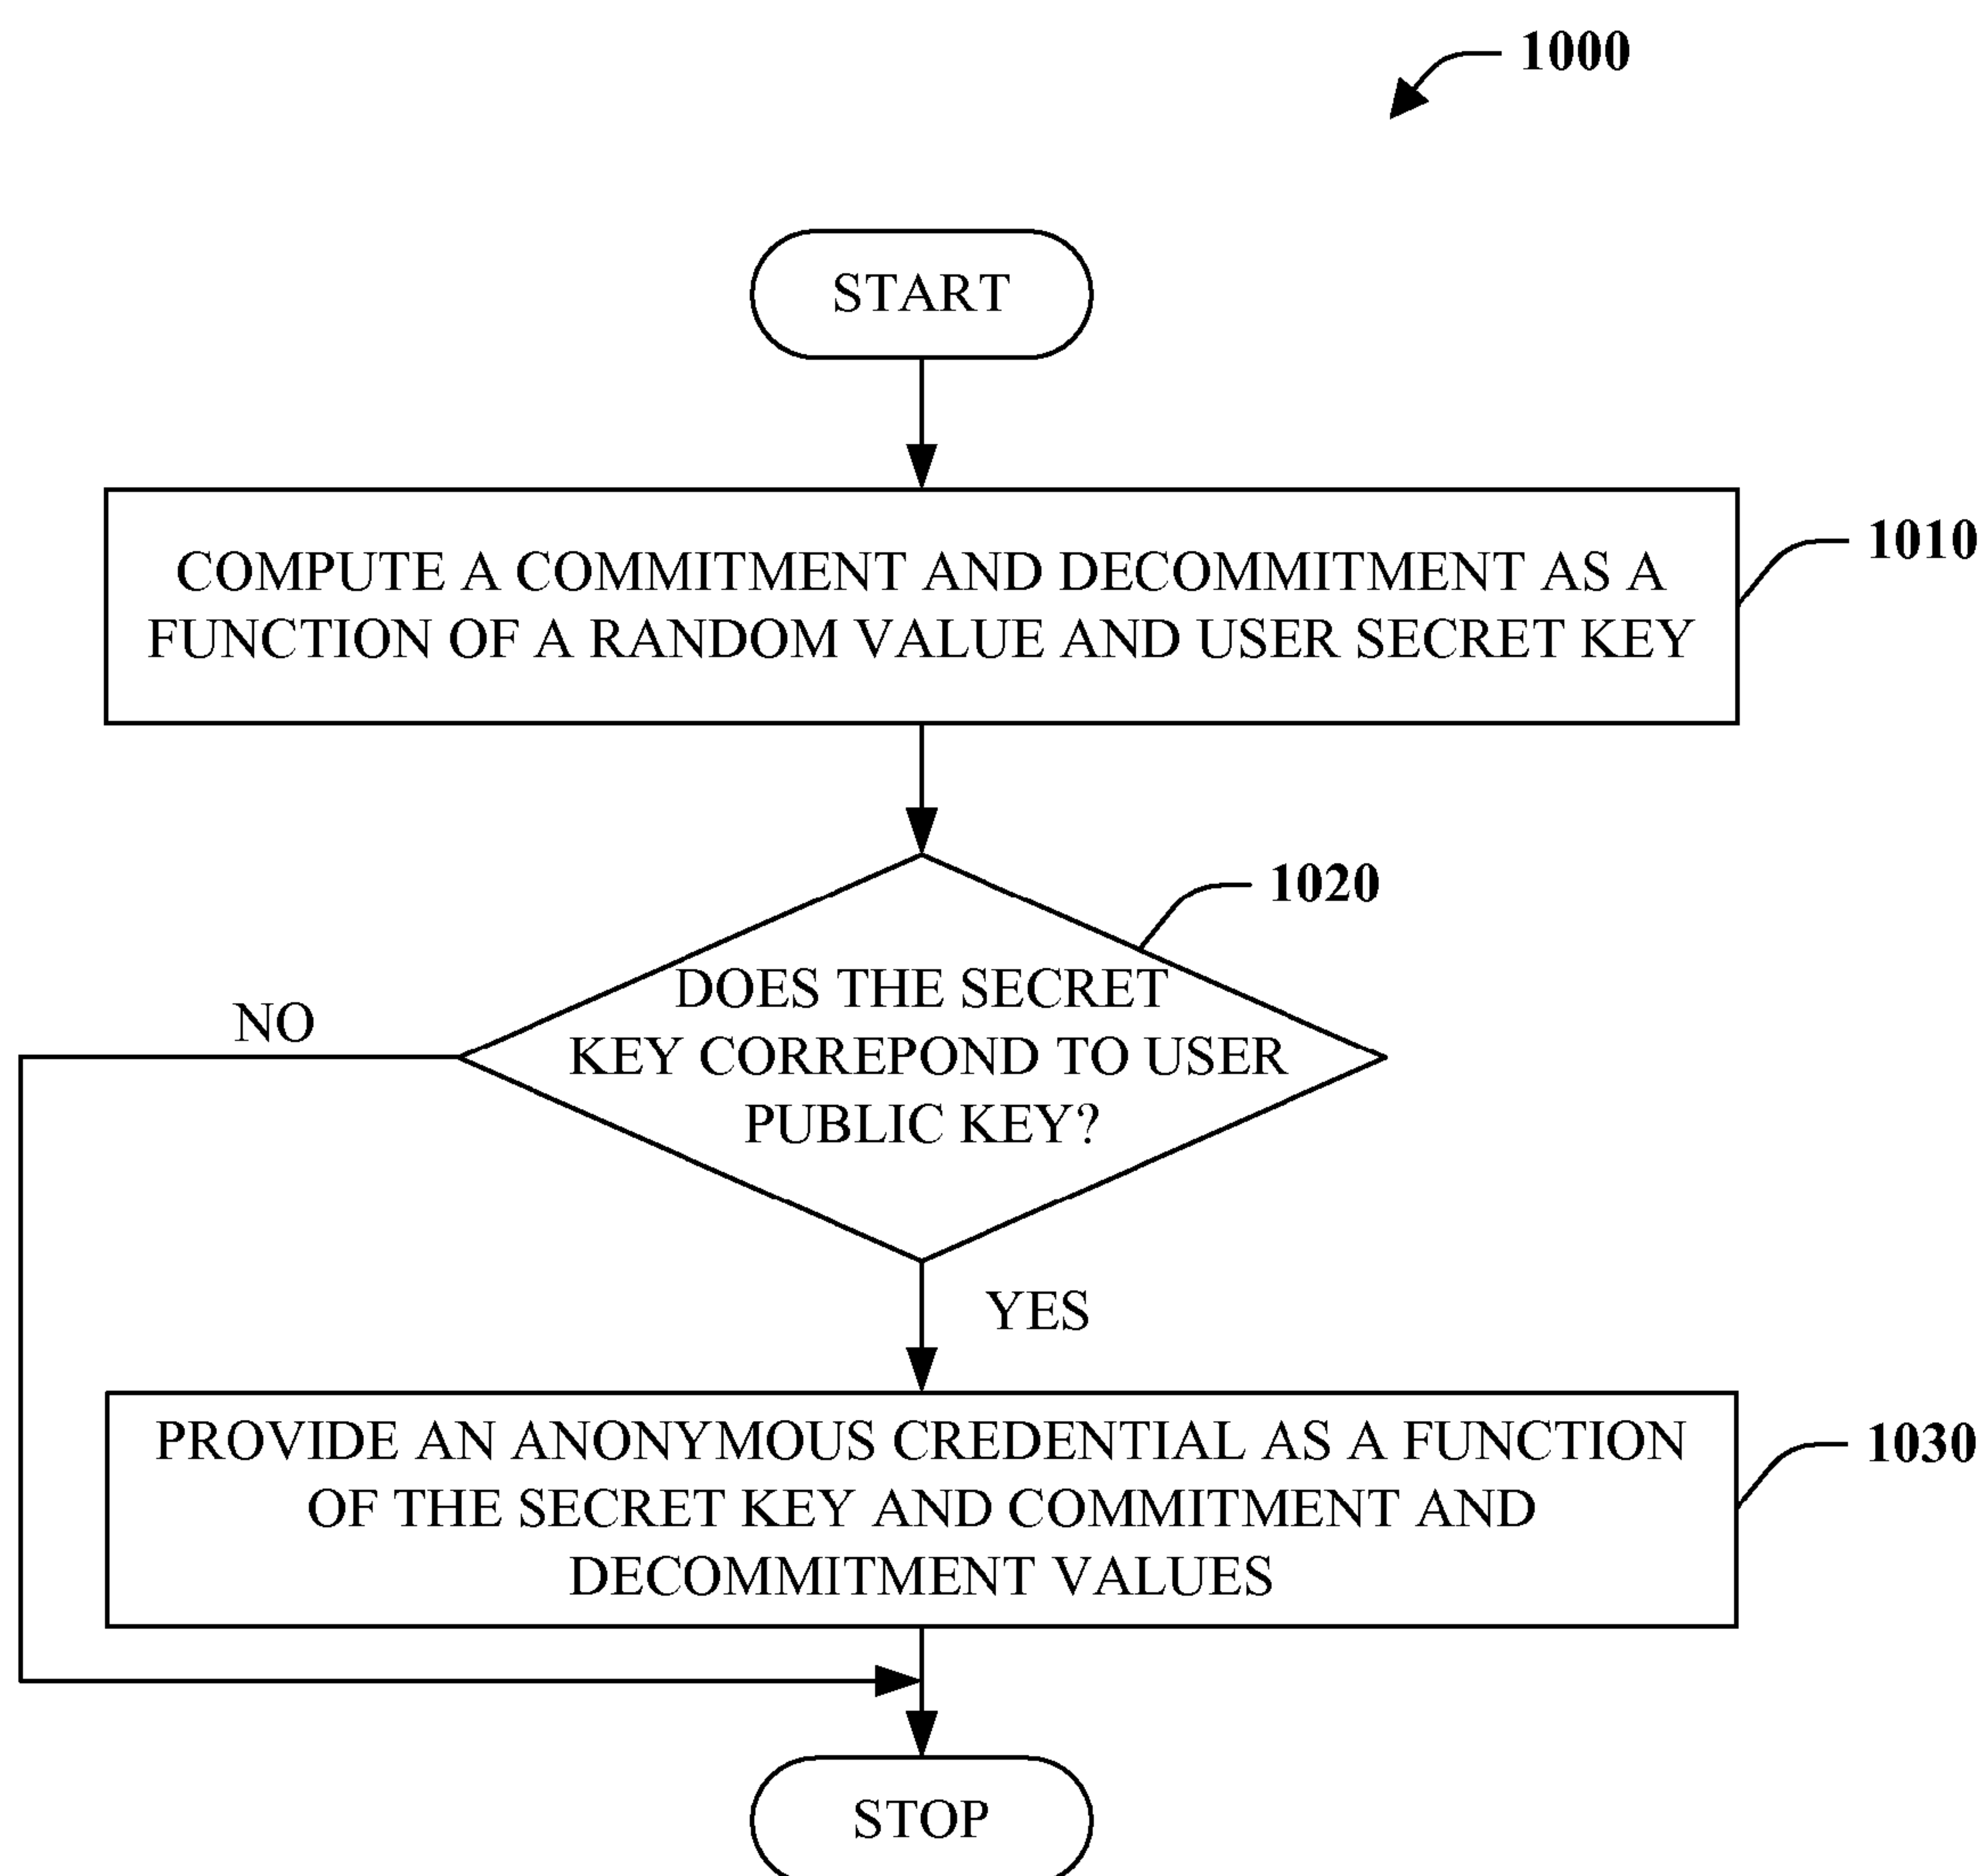 1000
START
COMPUTE A COMMITMENT AND DECOMMITMENT AS A
FUNCTION OF A RANDOM VALUE AND USER SECRET KEY
1010
1020
DOES THE SECRET
KEY CORREPOND TO USER
PUBLIC KEY?
NO
YES
PROVIDE AN ANONYMOUS CREDENTIAL AS A FUNCTION
OF THE SECRET KEY AND COMMITMENT AND
DECOMMITMENT VALUES
1030
STOP